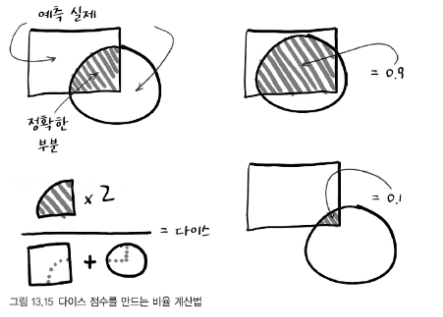 예측 실제
정확한
부분
= 0.9
x 2
+
= 다이스
= 0.1
그림 13.15 다이스 점수를 만드는 비율 계산법